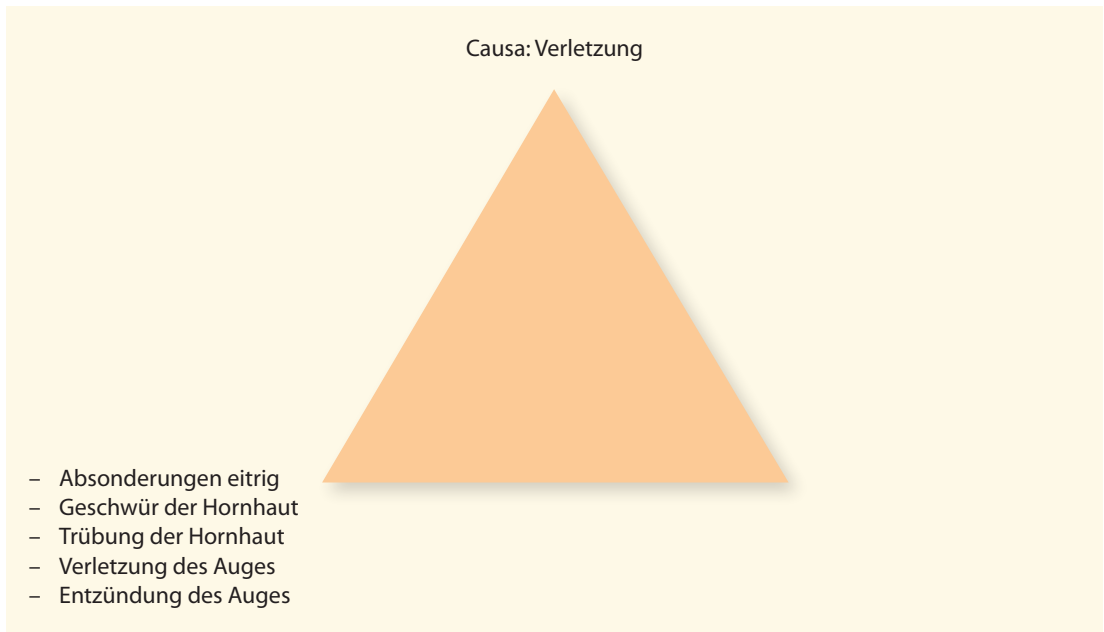 Causa: Verletzung
– Absonderungen eitrig
– Geschwür der Hornhaut
– Trübung der Hornhaut
– Verletzung des Auges
– Entzündung des Auges